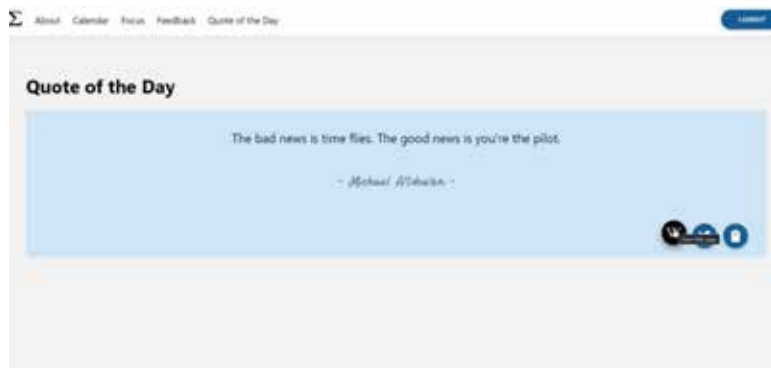 Σ About Calendar Focus Feedback Quote of the Day LOGOUT
Quote of the Day
The bad news is time flies. The good news is you're the pilot.
- Michael Altshuler -